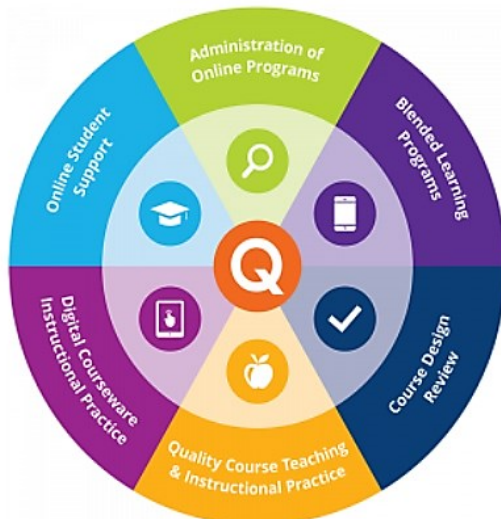 Administration of
Online Programs
Blended Learning
Programs
Course Design
Review
Quality Course Teaching
& Instructional Practice
Digital Courseware
Instructional Practice
Online Student
Support
Q